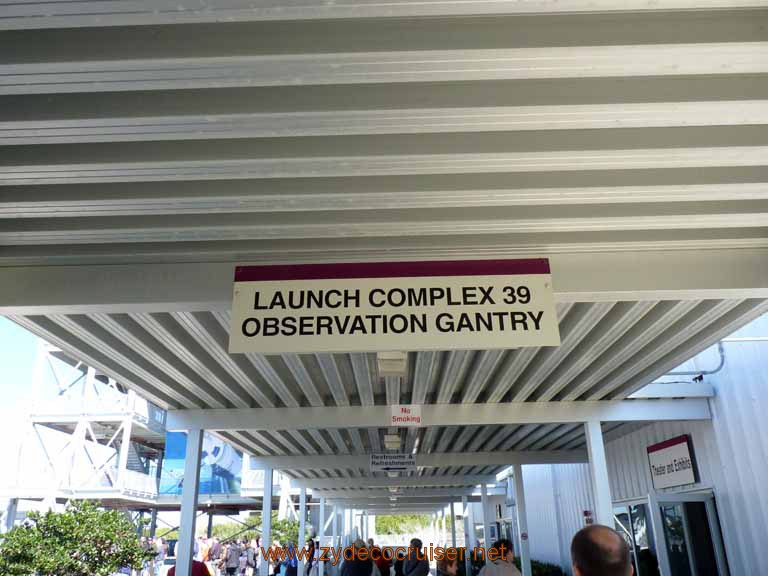 LAUNCH COMPLEX 39
OBSERVATION GANTRY
No
Smoking
Restrooms &
Refreshments
Theater and Exhibits
www.zydecocruiser.net